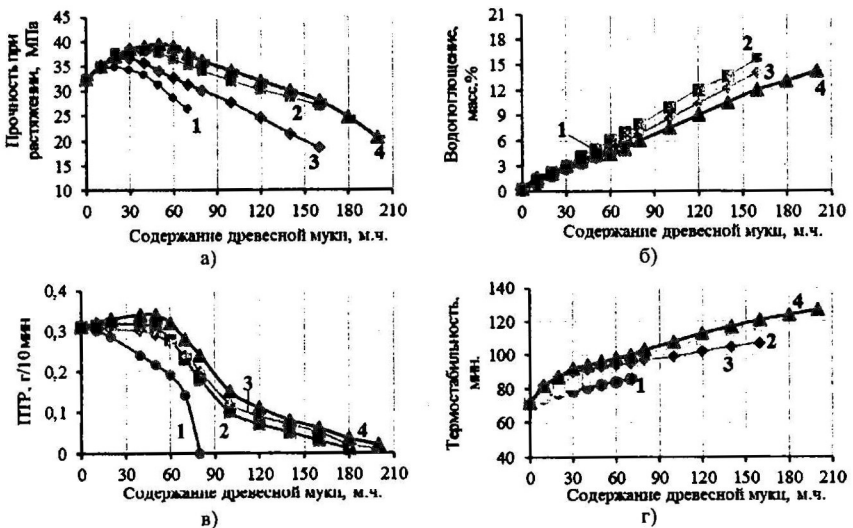 Прочность при
растяжении, МПа
45
40
35
30
25
20
15
10
1
2
3
4
0 30 60 90 120 150 180 210
Содержание древесной муки, м.ч.
а)
Водопоглощение,
масс,%
21
18
15
12
9
6
3
0
1
2
3
4
0 30 60 90 120 150 180 210
Содержание древесной муки, м.ч.
б)
ПТР, г/10 мин
0,4
0,3
0,2
0,1
0
1
2
3
4
0 30 60 90 120 150 180 210
Содержание древесной муки, м.ч.
в)
Термостабильность,
мин.
140
120
100
80
60
40
1
2
3
4
0 30 60 90 120 150 180 210
Содержание древесной муки, м.ч.
г)